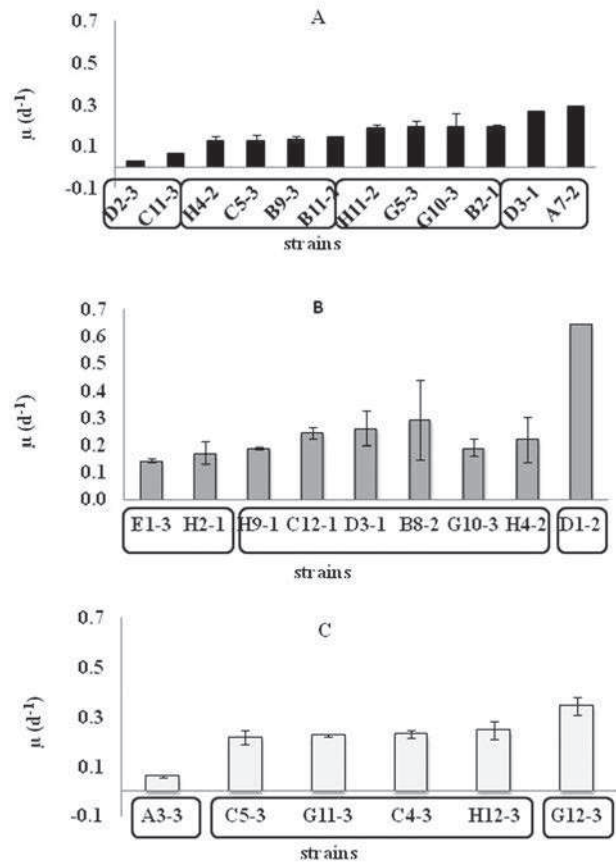 A
0.7
0.5
0.3
0.1
-0.1
μ (d-1)
D2-3 C11-3 H4-2 C5-3 B9-3 B11-2 H11-2 G5-3 G10-3 B2-1 D3-1 A7-2
strains
B
0.7
0.6
0.5
0.4
0.3
0.2
0.1
0.0
μ (d-1)
E1-3 H2-1 H9-1 C12-1 D3-1 B8-2 G10-3 H4-2 D1-2
strains
C
0.7
0.5
0.3
0.1
-0.1
μ (d-1)
A3-3 C5-3 G11-3 C4-3 H12-3 G12-3
strains